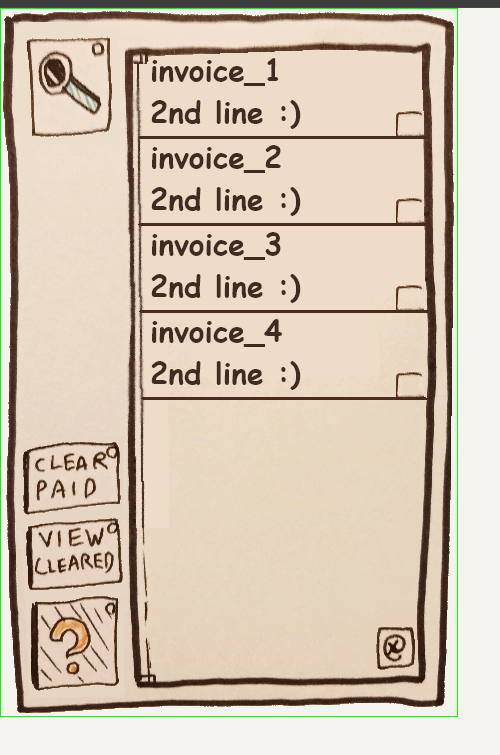 invoice_1
2nd line :)
invoice_2
2nd line :)
invoice_3
2nd line :)
invoice_4
2nd line :)
CLEAR
PAID
VIEW
CLEARED
?
@